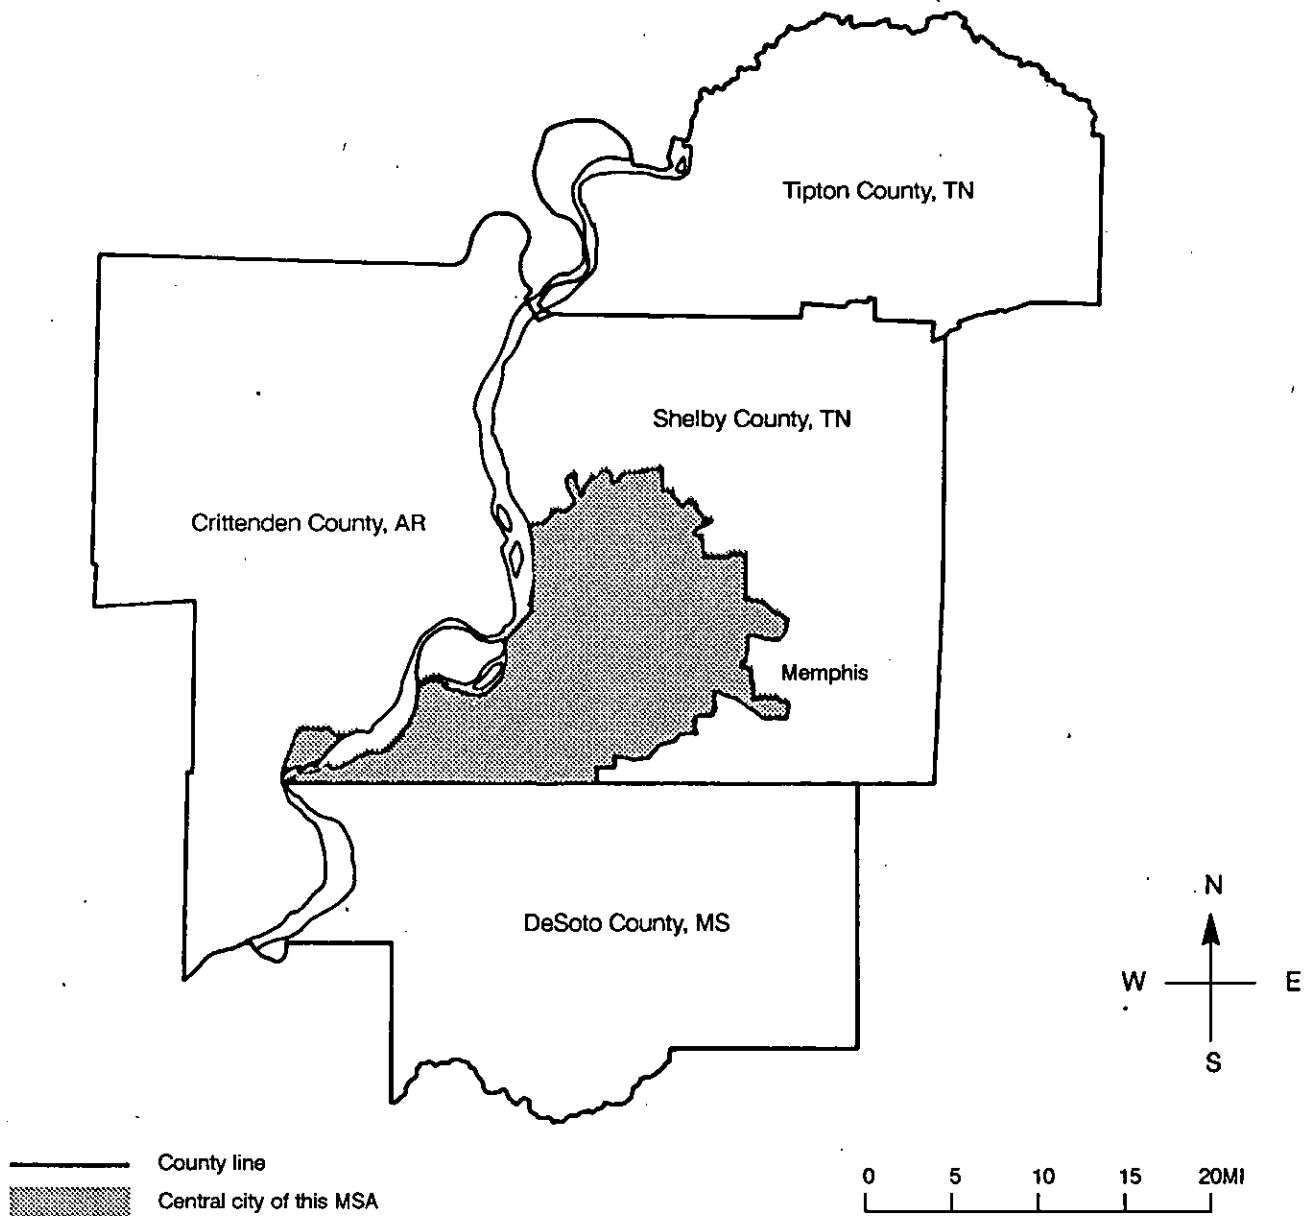 Tipton County, TN
Shelby County, TN
Crittenden County, AR
Memphis
DeSoto County, MS
N
W E
S
County line
Central city of this MSA
0 5 10 15 20MI